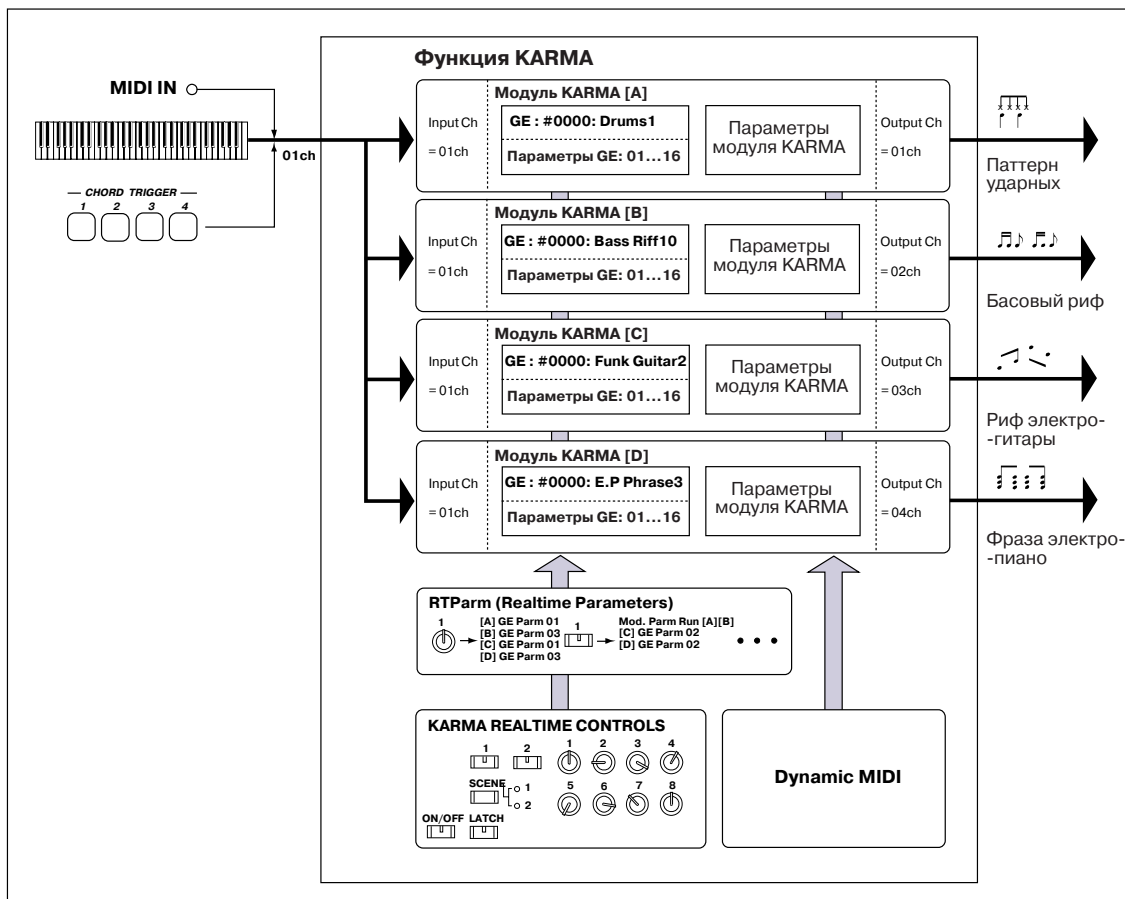 Функция KARMA
MIDI IN
01ch
— CHORD TRIGGER —
1 2 3 4
Модуль KARMA [A]
Input Ch
= 01ch
GE : #0000: Drums1
Параметры GE: 01...16
Параметры
модуля KARMA
Output Ch
= 01ch
Паттерн
ударных
Модуль KARMA [B]
Input Ch
= 01ch
GE : #0000: Bass Riff10
Параметры GE: 01...16
Параметры
модуля KARMA
Output Ch
= 02ch
Басовый риф
Модуль KARMA [C]
Input Ch
= 01ch
GE : #0000: Funk Guitar2
Параметры GE: 01...16
Параметры
модуля KARMA
Output Ch
= 03ch
Риф электро-
-гитары
Модуль KARMA [D]
Input Ch
= 01ch
GE : #0000: E.P Phrase3
Параметры GE: 01...16
Параметры
модуля KARMA
Output Ch
= 04ch
Фраза электро-
-пиано
RTParm (Realtime Parameters)
1
[A] GE Parm 01
[B] GE Parm 03
[C] GE Parm 01
[D] GE Parm 03
1
Mod. Parm Run [A][B]
[C] GE Parm 02
[D] GE Parm 02
• • •
KARMA REALTIME CONTROLS
1 2 1 2 3 4
SCENE 1
2
5 6 7 8
ON/OFF LATCH
Dynamic MIDI